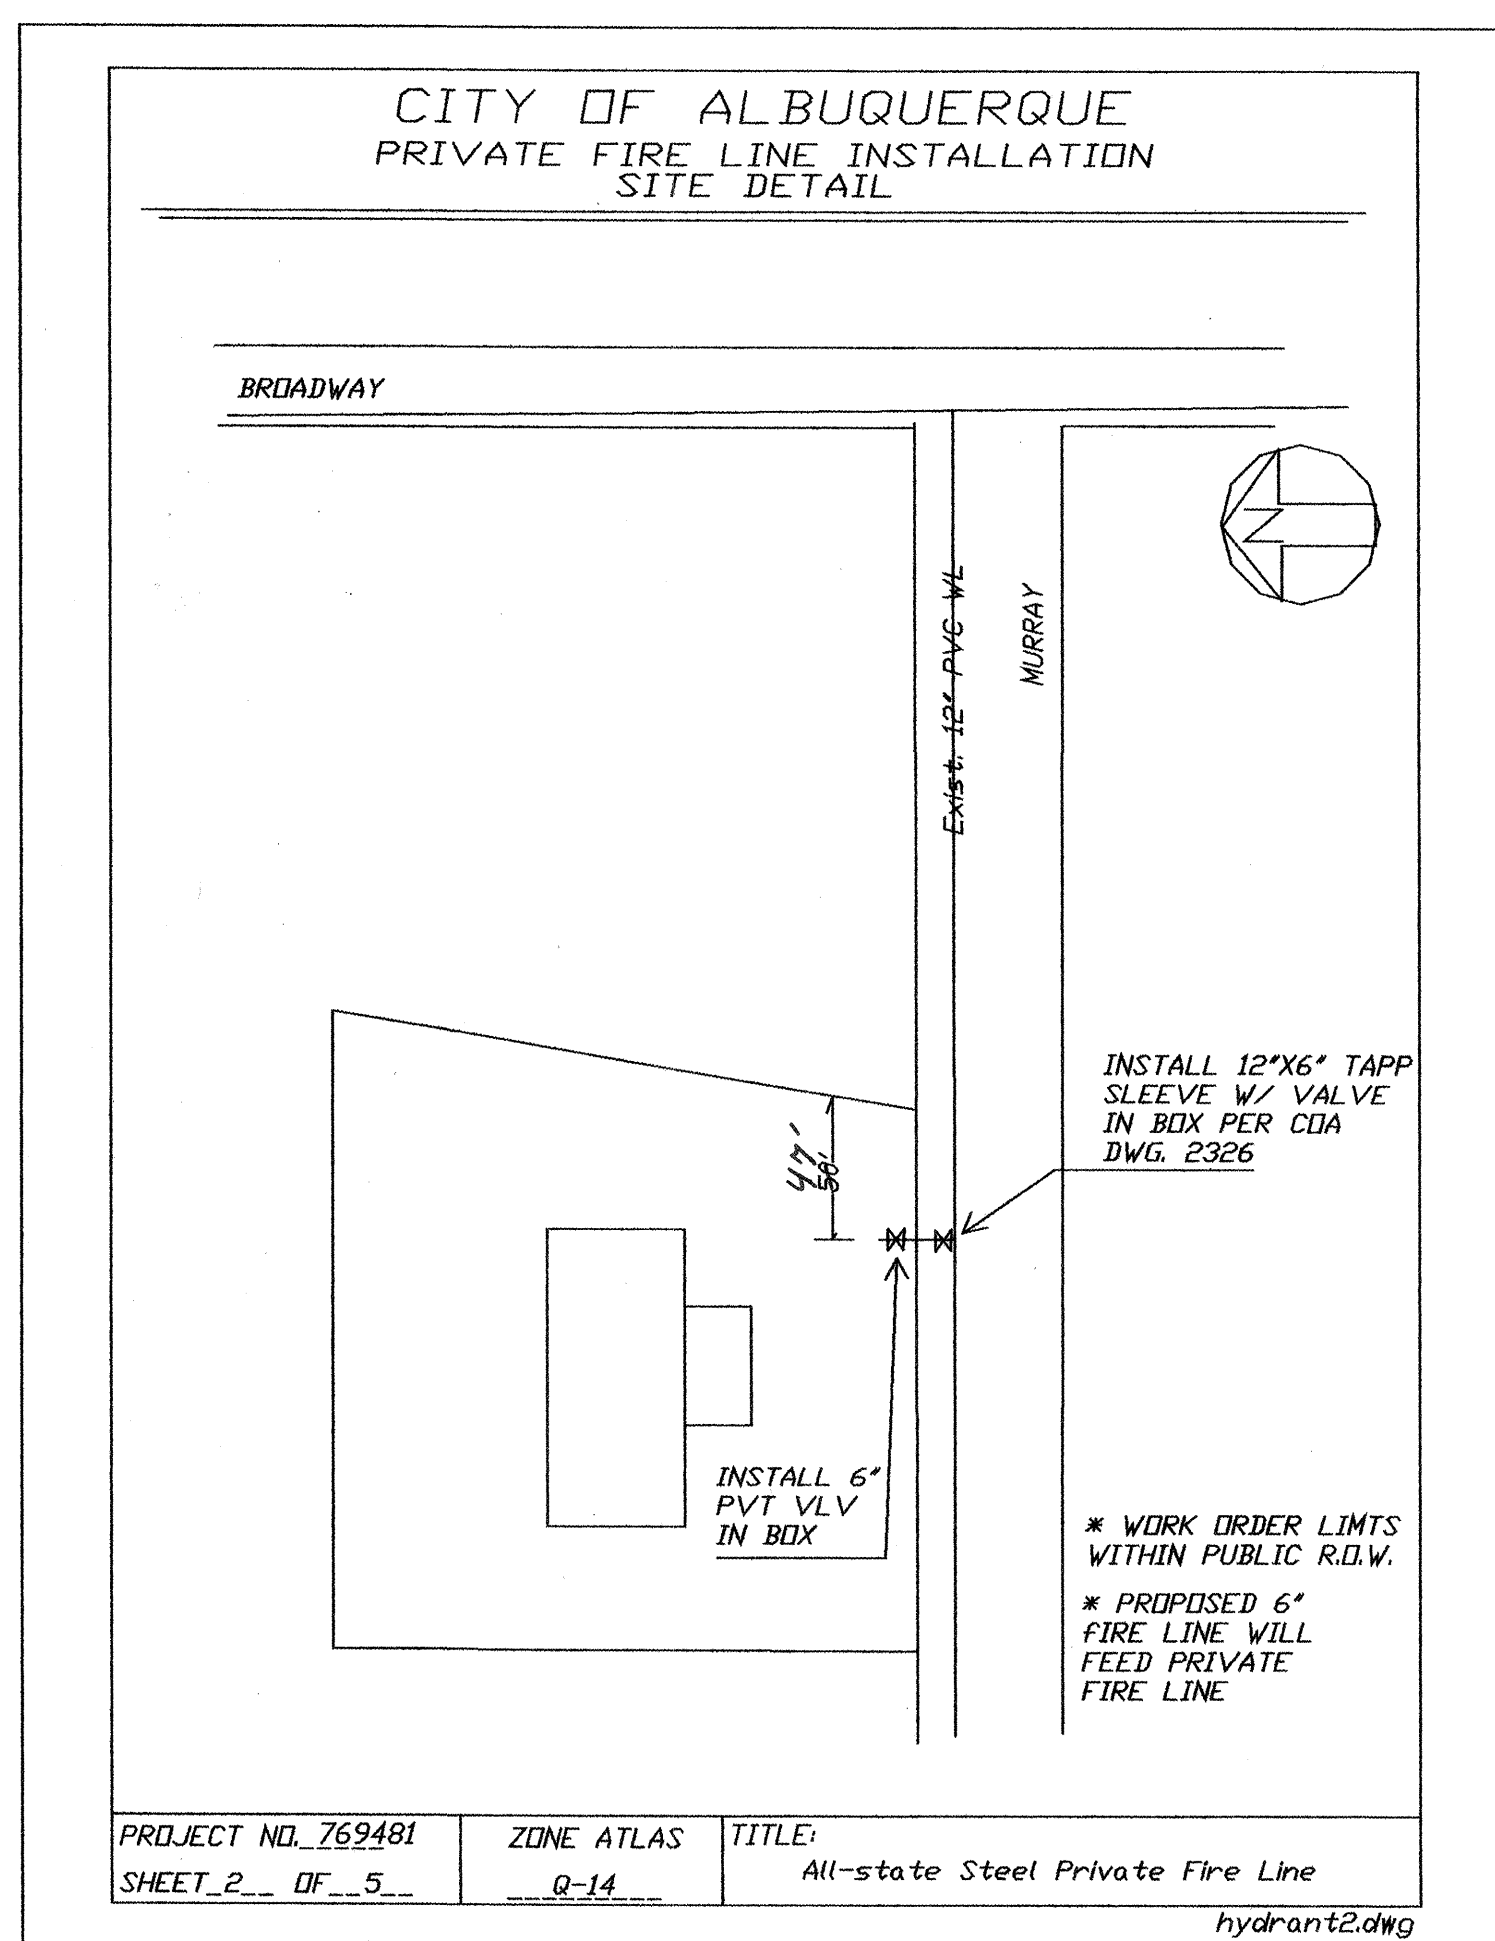 CITY OF ALBUQUERQUE
PRIVATE FIRE LINE INSTALLATION
SITE DETAIL
BROADWAY
N
Exist. 12" PVC WL
MURRAY
INSTALL 12"X6" TAPP
SLEEVE W/ VALVE
IN BOX PER COA
DWG. 2326
47'
50'
INSTALL 6"
PVT VLV
IN BOX
* WORK ORDER LIMTS
WITHIN PUBLIC R.O.W.
* PROPOSED 6"
fIRE LINE WILL
FEED PRIVATE
FIRE LINE
PROJECT NO. 769481
SHEET 2 OF 5
ZONE ATLAS
Q-14
TITLE:
All-state Steel Private Fire Line
hydrant2.dwg